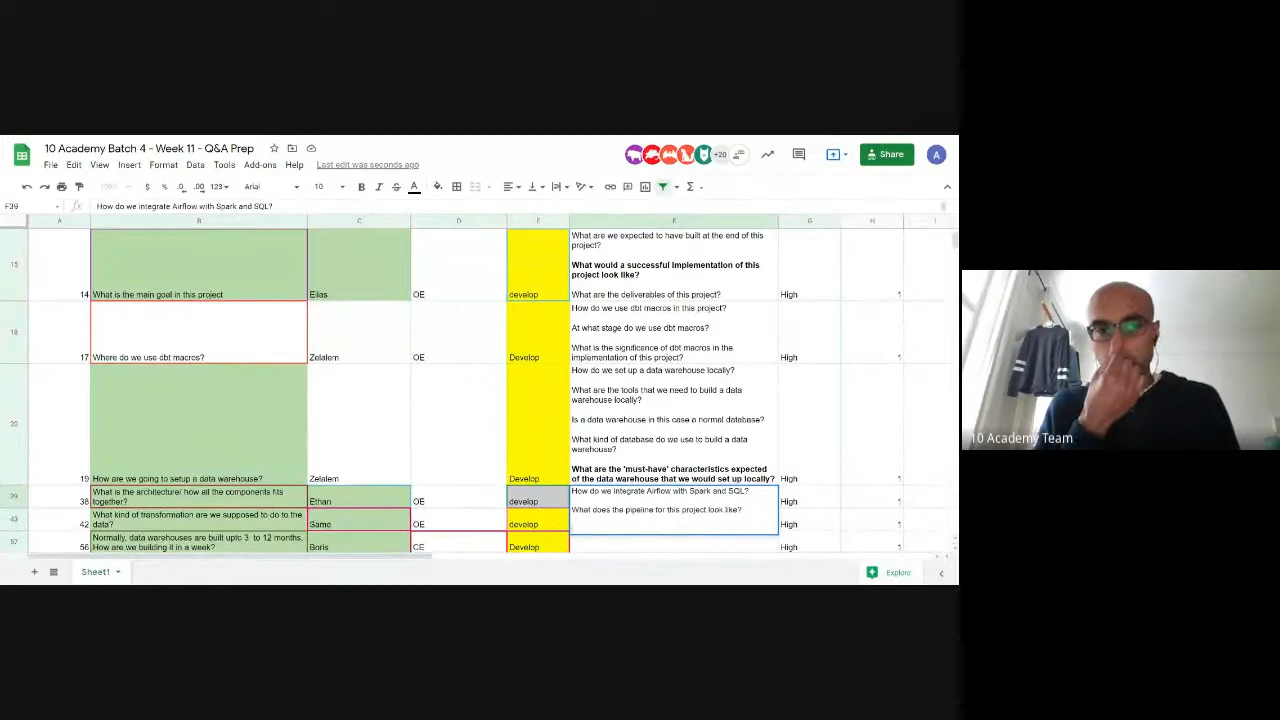 10 Academy Batch 4 - Week 11 - Q&A Prep
File Edit View Insert Format Data Tools Add-ons Help Last edit was seconds ago
+20
Share
A
100% $ % .0 .00 123 Arial 10 B I S A
F39 fx How do we integrate Airflow with Spark and SQL?
A B C D E F G H I
What are we expected to have built at the end of this
project?
What would a successful implementation of this
project look like?
15 14 What is the main goal in this project Elias OE develop What are the deliverables of this project? High 1
How do we use dbt macros in this project?
At what stage do we use dbt macros?
What is the significance of dbt macros in the
18 17 Where do we use dbt macros? Zelalem OE Develop implementation of this project? High 1
How do we set up a data warehouse locally?
What are the tools that we need to build a data
warehouse locally?
Is a data warehouse in this case a normal database?
What kind of database do we use to build a data
warehouse?
What are the 'must-have' characteristics expected
20 19 How are we going to setup a data warehouse? Zelalem Develop of the data warehouse that we would set up locally? High 1
What is the architecture/ how all the components fits How do we integrate Airflow with Spark and SQL?
39 38 together? Ethan OE develop High 1
What kind of transformation are we supposed to do to the What does the pipeline for this project look like?
43 42 data? Same OE develop High 1
Normally, data warehouses are built upto 3 to 12 months,
57 56 How are we building it in a week? Boris CE Develop High 1
Sheet1
Explore
10 Academy Team